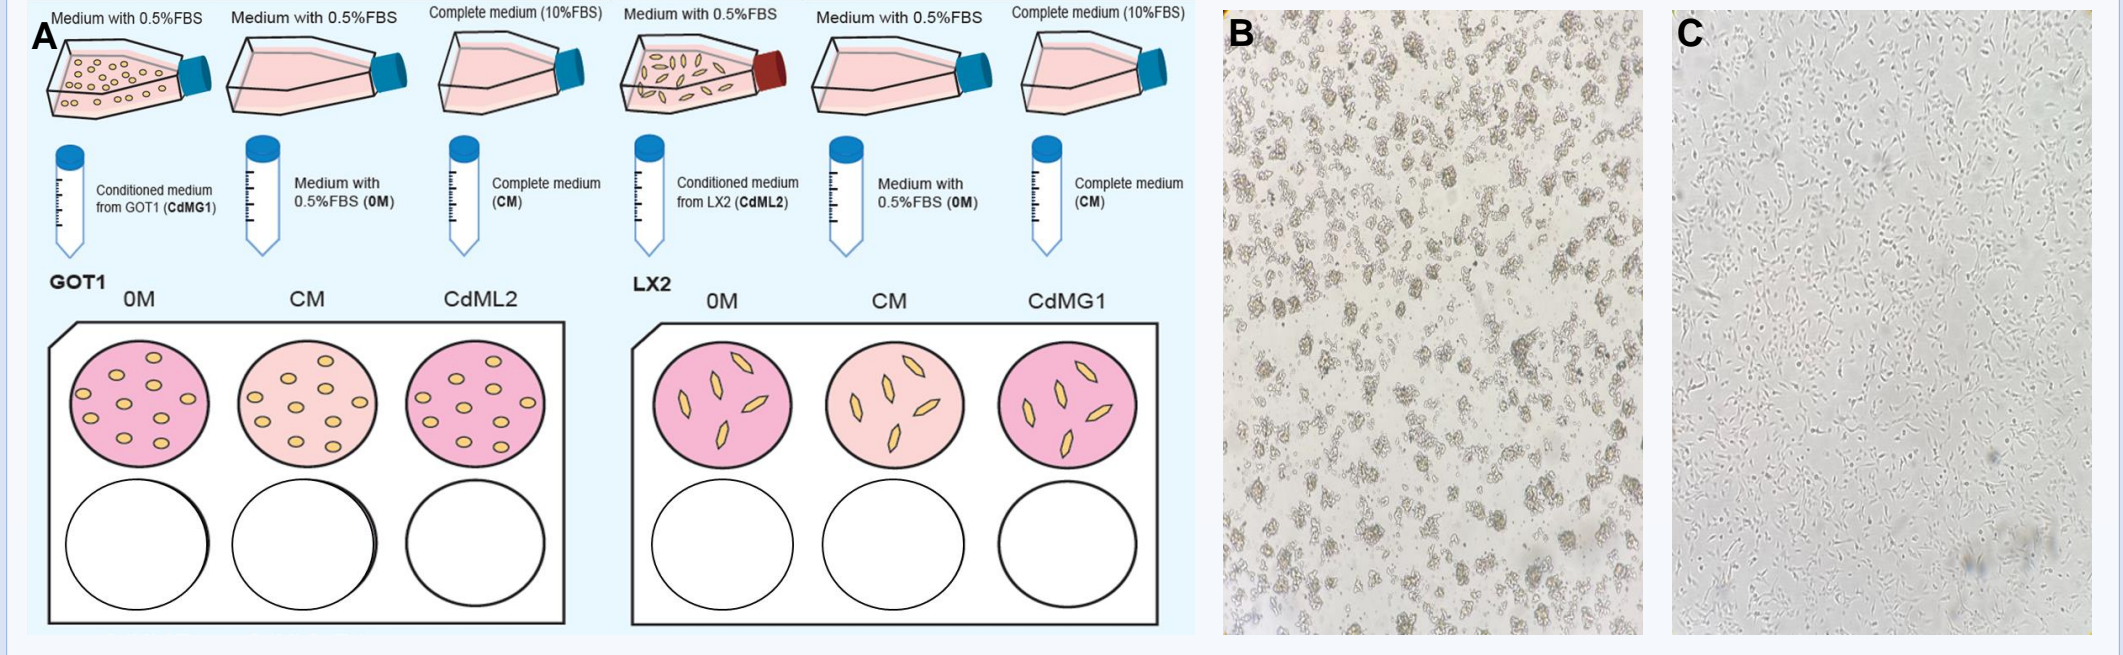 A
Medium with 0.5%FBS
Medium with 0.5%FBS
Complete medium (10%FBS)
Medium with 0.5%FBS
Medium with 0.5%FBS
Complete medium (10%FBS)
Conditioned medium
from GOT1 (CdMG1)
Medium with
0.5%FBS (0M)
Complete medium
(CM)
Conditioned medium
from LX2 (CdML2)
Medium with
0.5%FBS (0M)
Complete medium
(CM)
GOT1
0M
CM
CdML2
LX2
0M
CM
CdMG1
B
C